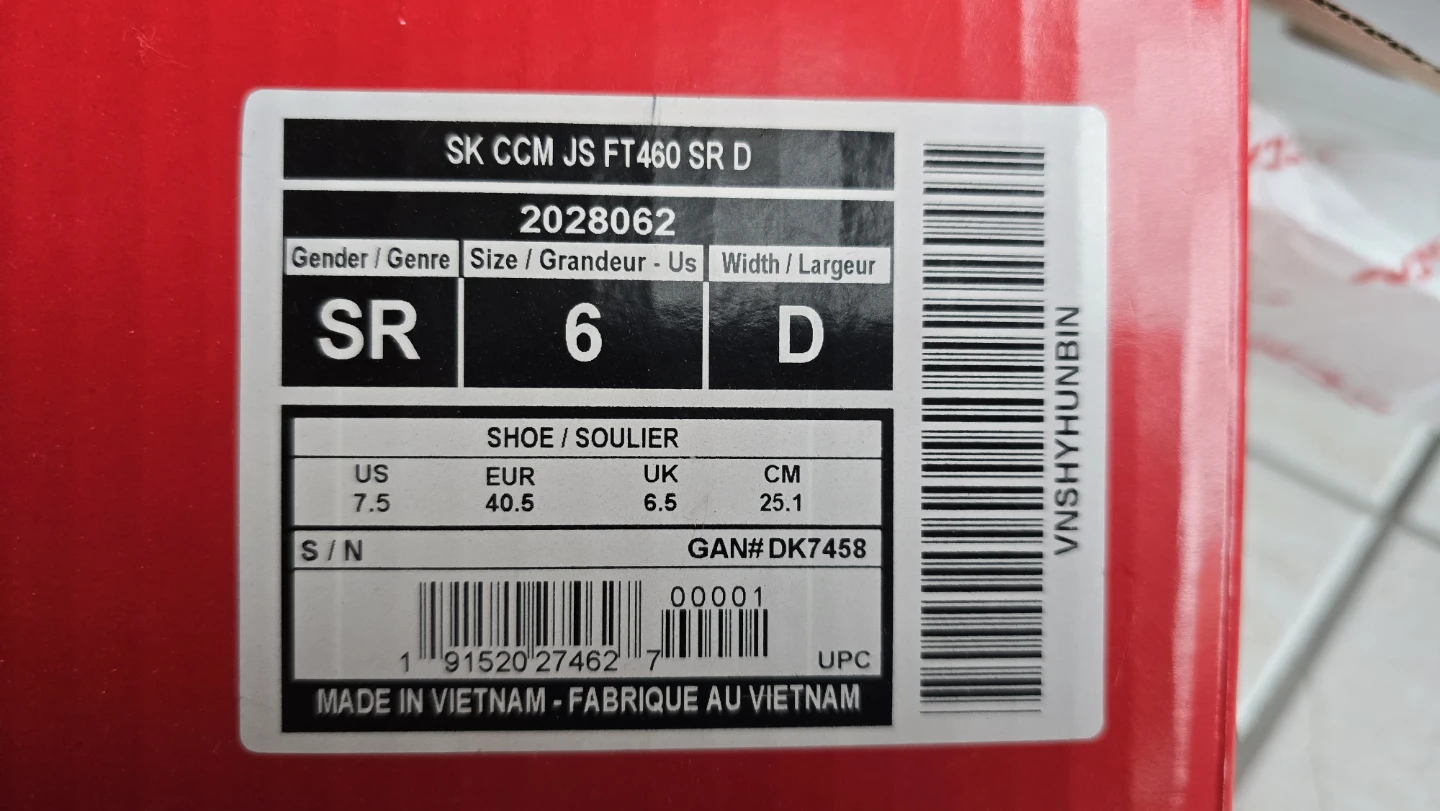 SK CCM JS FT460 SR D
2028062
Gender / Genre Size / Grandeur - Us Width / Largeur
SR 6 D
SHOE / SOULIER
US EUR UK CM
7.5 40.5 6.5 25.1
S / N GAN# DK7458
00001
1 91520 27462 7 UPC
MADE IN VIETNAM - FABRIQUE AU VIETNAM
VNSHYHUNBIN